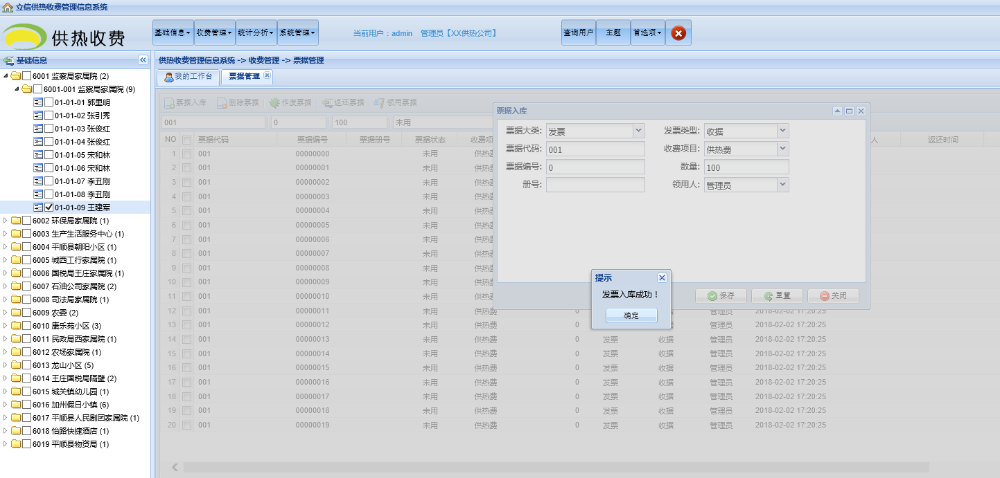 立信供热收费管理信息系统
供热收费
基础信息 收费管理 统计分析 系统管理
当前用户：admin 管理员【XX供热公司】
查询用户 主题 首选项
基础信息
供热收费管理信息系统 -> 收费管理 -> 票据管理
我的工作台 票据管理
6001 监察局家属院 (2)
6001-001 监察局家属院 (9)
01-01-01 郭里明
01-01-02 张引秀
01-01-03 张俊红
01-01-04 张俊红
01-01-05 宋和林
01-01-06 宋和林
01-01-07 李丑刚
01-01-08 李丑刚
01-01-09 王建军
6002 环保局家属院 (1)
6003 生产生活服务中心 (1)
6004 平顺县朝阳小区 (1)
6005 城西工行家属院 (1)
6006 国税局王庄家属院 (1)
6007 石油公司家属院 (2)
6008 司法局家属院 (1)
6009 农委 (2)
6010 康乐苑小区 (3)
6011 民政局西家属院 (1)
6012 农场家属院 (1)
6013 龙山小区 (5)
6014 王庄国税局隔壁 (2)
6015 城关镇幼儿园 (1)
6016 加州假日小镇 (6)
6017 平顺县人民剧团家属院 (1)
6018 怡路快捷酒店 (1)
6019 平顺县物资局 (1)
票据入库 删除票据 作废票据 返还票据 领用票据
001 0 100 未用
NO 票据代码 票据编号 票据册号 票据状态 收费项 人 返还时间
1 001 00000000 未用 供热费
2 001 00000001 未用 供热费
3 001 00000002 未用 供热费
4 001 00000003 未用 供热费
5 001 00000004 未用 供热费
6 001 00000005 未用 供热费
7 001 00000006 未用 供热费
8 001 00000007 未用 供热费
9 001 00000008 未用 供热费
10 001 00000009 未用 供热费
11 001 00000010 未用 供热费
12 001 00000011 未用 供热费 0 管理员 2018-02-02 17:20:25
13 001 00000012 未用 供热费 0 管理员 2018-02-02 17:20:25
14 001 00000013 未用 供热费 0 发票 收据 管理员 2018-02-02 17:20:25
15 001 00000014 未用 供热费 0 发票 收据 管理员 2018-02-02 17:20:25
16 001 00000015 未用 供热费 0 发票 收据 管理员 2018-02-02 17:20:25
17 001 00000016 未用 供热费 0 发票 收据 管理员 2018-02-02 17:20:25
18 001 00000017 未用 供热费 0 发票 收据 管理员 2018-02-02 17:20:25
19 001 00000018 未用 供热费 0 发票 收据 管理员 2018-02-02 17:20:25
20 001 00000019 未用 供热费 0 发票 收据 管理员 2018-02-02 17:20:25
票据入库
票据大类: 发票 发票类型: 收据
票据代码: 001 收费项目: 供热费
票据编号: 0 数量: 100
册号: 领用人: 管理员
保存 重置 关闭
提示
发票入库成功！
确定